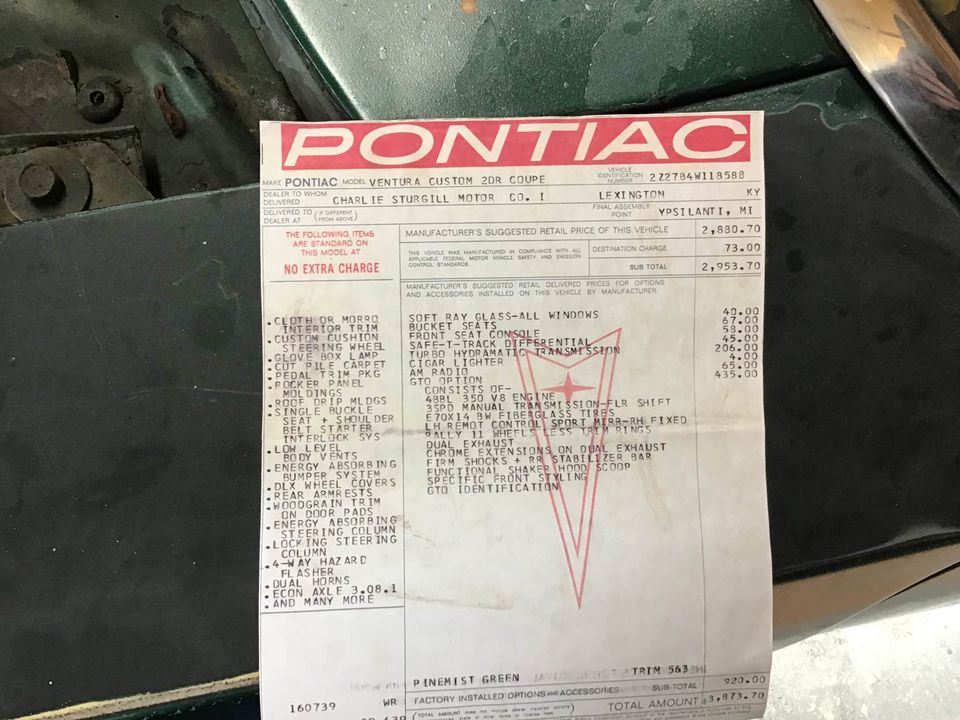 PONTIAC
MAKE PONTIAC MODEL VENTURA CUSTOM 2DR COUPE VEHICLE IDENTIFICATION NUMBER 2Z27B4W118588
DEALER TO WHOM DELIVERED CHARLIE STURGILL MOTOR CO. I LEXINGTON KY
DELIVERED TO DEALER AT (IF DIFFERENT FROM ABOVE) FINAL ASSEMBLY POINT YPSILANTI, MI
THE FOLLOWING ITEMS
ARE STANDARD ON
THIS MODEL AT
NO EXTRA CHARGE
MANUFACTURER'S SUGGESTED RETAIL PRICE OF THIS VEHICLE 2,880.70
THIS VEHICLE WAS MANUFACTURED IN COMPLIANCE WITH ALL
APPLICABLE FEDERAL MOTOR VEHICLE SAFETY AND EMISSION
CONTROL STANDARDS.
DESTINATION CHARGE 73.00
SUB TOTAL 2,953.70
MANUFACTURER'S SUGGESTED RETAIL DELIVERED PRICES FOR OPTIONS
AND ACCESSORIES INSTALLED ON THIS VEHICLE BY MANUFACTURER.
.CLOTH OR MORRO
INTERIOR TRIM
.CUSTOM CUSHION
STEERING WHEEL
.GLOVE BOX LAMP
.CUT PILE CARPET
.PEDAL TRIM PKG
.ROCKER PANEL
MOLDINGS
.ROOF DRIP MLDGS
.SINGLE BUCKLE
SEAT + SHOULDER
BELT STARTER
INTERLOCK SYS
.LOW LEVEL
BODY VENTS
.ENERGY ABSORBING
BUMPER SYSTEM
.DLX WHEEL COVERS
.REAR ARMRESTS
.WOODGRAIN TRIM
ON DOOR PADS
.ENERGY ABSORBING
STEERING COLUMN
.LOCKING STEERING
COLUMN
.4-WAY HAZARD
FLASHER
.DUAL HORNS
.ECON AXLE 3.08.1
.AND MANY MORE
SOFT RAY GLASS-ALL WINDOWS 40.00
BUCKET SEATS 67.00
FRONT SEAT CONSOLE 58.00
SAFE-T-TRACK DIFFERENTIAL 45.00
TURBO HYDRAMATIC TRANSMISSION 206.00
CIGAR LIGHTER 4.00
AM RADIO 65.00
GTO OPTION 435.00
CONSISTS OF-
4BBL 350 V8 ENGINE
3SPD MANUAL TRANSMISSION-FLR SHIFT
E70X14 BW FIBERGLASS TIRES
LH REMOT CONTROL SPORT MIRR-RH FIXED
RALLY 11 WHEELS LESS TRIM RINGS
DUAL EXHAUST
CHROME EXTENSIONS ON DUAL EXHAUST
FIRM SHOCKS + RR STABILIZER BAR
FUNCTIONAL SHAKER HOOD SCOOP
SPECIFIC FRONT STYLING
GTO IDENTIFICATION
PINEMIST GREEN TRIM 563
FACTORY INSTALLED OPTIONS AND ACCESSORIES SUB-TOTAL 920.00
160739 WR
TOTAL AMOUNT $3,873.70